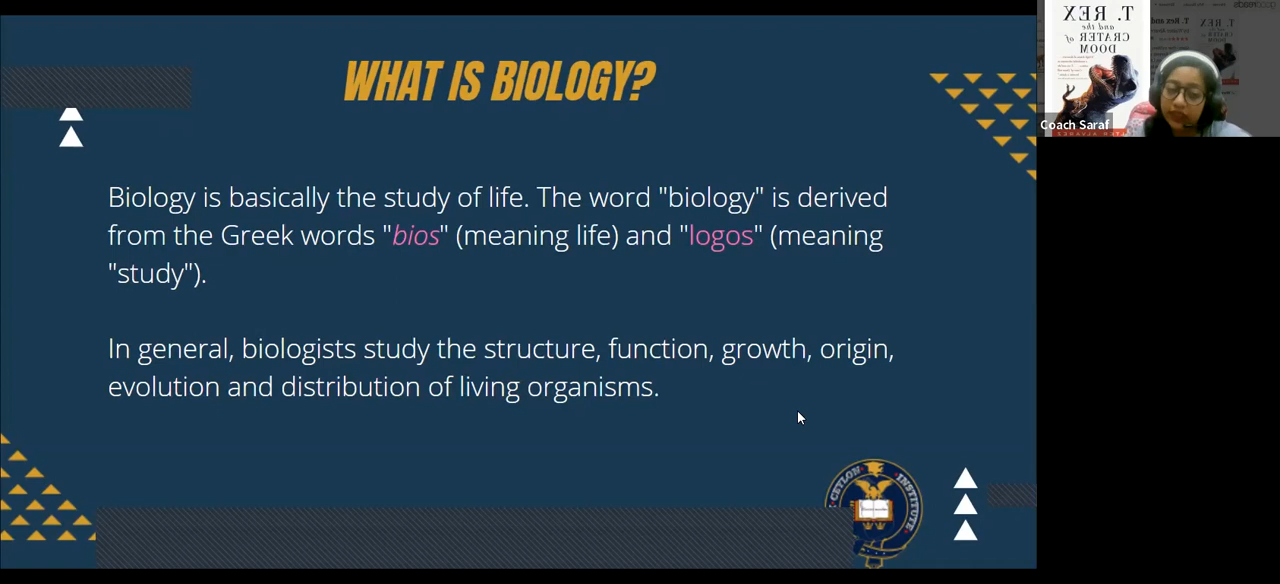 WHAT IS BIOLOGY?
Biology is basically the study of life. The word "biology" is derived
from the Greek words "bios" (meaning life) and "logos" (meaning
"study").
In general, biologists study the structure, function, growth, origin,
evolution and distribution of living organisms.
CEYLON INSTITUTE
T. REX
and the
CRATER of
DOOM
Coach Saraf